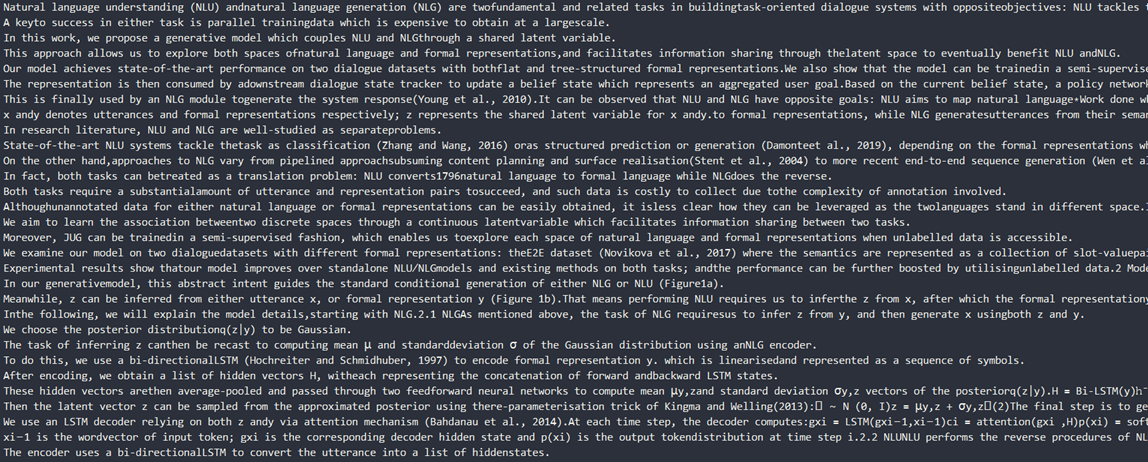 Natural language understanding (NLU) andnatural language generation (NLG) are twofundamental and related tasks in buildingtask-oriented dialogue systems with oppositeobjectives: NLU tackles
A keyto success in either task is parallel trainingdata which is expensive to obtain at a largescale.
In this work, we propose a generative model which couples NLU and NLGthrough a shared latent variable.
This approach allows us to explore both spaces ofnatural language and formal representations,and facilitates information sharing through thelatent space to eventually benefit NLU andNLG.
Our model achieves state-of-the-art performance on two dialogue datasets with bothflat and tree-structured formal representations.We also show that the model can be trainedin a semi-supervise
The representation is then consumed by adownstream dialogue state tracker to update a belief state which represents an aggregated user goal.Based on the current belief state, a policy network
This is finally used by an NLG module togenerate the system response(Young et al., 2010).It can be observed that NLU and NLG have opposite goals: NLU aims to map natural language∗Work done wh
x andy denotes utterances and formal representations respectively; z represents the shared latent variable for x andy.to formal representations, while NLG generatesutterances from their seman
In research literature, NLU and NLG are well-studied as separateproblems.
State-of-the-art NLU systems tackle thetask as classification (Zhang and Wang, 2016) oras structured prediction or generation (Damonteet al., 2019), depending on the formal representations wh
On the other hand,approaches to NLG vary from pipelined approachsubsuming content planning and surface realisation(Stent et al., 2004) to more recent end-to-end sequence generation (Wen et al
In fact, both tasks can betreated as a translation problem: NLU converts1796natural language to formal language while NLGdoes the reverse.
Both tasks require a substantialamount of utterance and representation pairs tosucceed, and such data is costly to collect due tothe complexity of annotation involved.
Althoughunannotated data for either natural language or formal representations can be easily obtained, it isless clear how they can be leveraged as the twolanguages stand in different space.I
We aim to learn the association betweentwo discrete spaces through a continuous latentvariable which facilitates information sharing between two tasks.
Moreover, JUG can be trainedin a semi-supervised fashion, which enables us toexplore each space of natural language and formal representations when unlabelled data is accessible.
We examine our model on two dialoguedatasets with different formal representations: theE2E dataset (Novikova et al., 2017) where the semantics are represented as a collection of slot-valuepai
Experimental results show thatour model improves over standalone NLU/NLGmodels and existing methods on both tasks; andthe performance can be further boosted by utilisingunlabelled data.2 Mode
In our generativemodel, this abstract intent guides the standard conditional generation of either NLG or NLU (Figure1a).
Meanwhile, z can be inferred from either utterance x, or formal representation y (Figure 1b).That means performing NLU requires us to inferthe z from x, after which the formal representation
Inthe following, we will explain the model details,starting with NLG.2.1 NLGAs mentioned above, the task of NLG requiresus to infer z from y, and then generate x usingboth z and y.
We choose the posterior distributionq(z|y) to be Gaussian.
The task of inferring z canthen be recast to computing mean μ and standarddeviation σ of the Gaussian distribution using anNLG encoder.
To do this, we use a bi-directionalLSTM (Hochreiter and Schmidhuber, 1997) to encode formal representation y. which is linearisedand represented as a sequence of symbols.
After encoding, we obtain a list of hidden vectors H, witheach representing the concatenation of forward andbackward LSTM states.
These hidden vectors arethen average-pooled and passed through two feedforward neural networks to compute mean μy,zand standard deviation σy,z vectors of the posteriorq(z|y).H = Bi-LSTM(y)h¯
Then the latent vector z can be sampled from the approximated posterior using there-parameterisation trick of Kingma and Welling(2013):▯ ∼ N (0, I)z = μy,z + σy,z▯(2)The final step is to ge
We use an LSTM decoder relying on both z andy via attention mechanism (Bahdanau et al., 2014).At each time step, the decoder computes:gxi = LSTM(gxi−1,xi−1)ci = attention(gxi ,H)p(xi) = sof
xi−1 is the wordvector of input token; gxi is the corresponding decoder hidden state and p(xi) is the output tokendistribution at time step i.2.2 NLUNLU performs the reverse procedures of NL
The encoder uses a bi-directionalLSTM to convert the utterance into a list of hiddenstates.